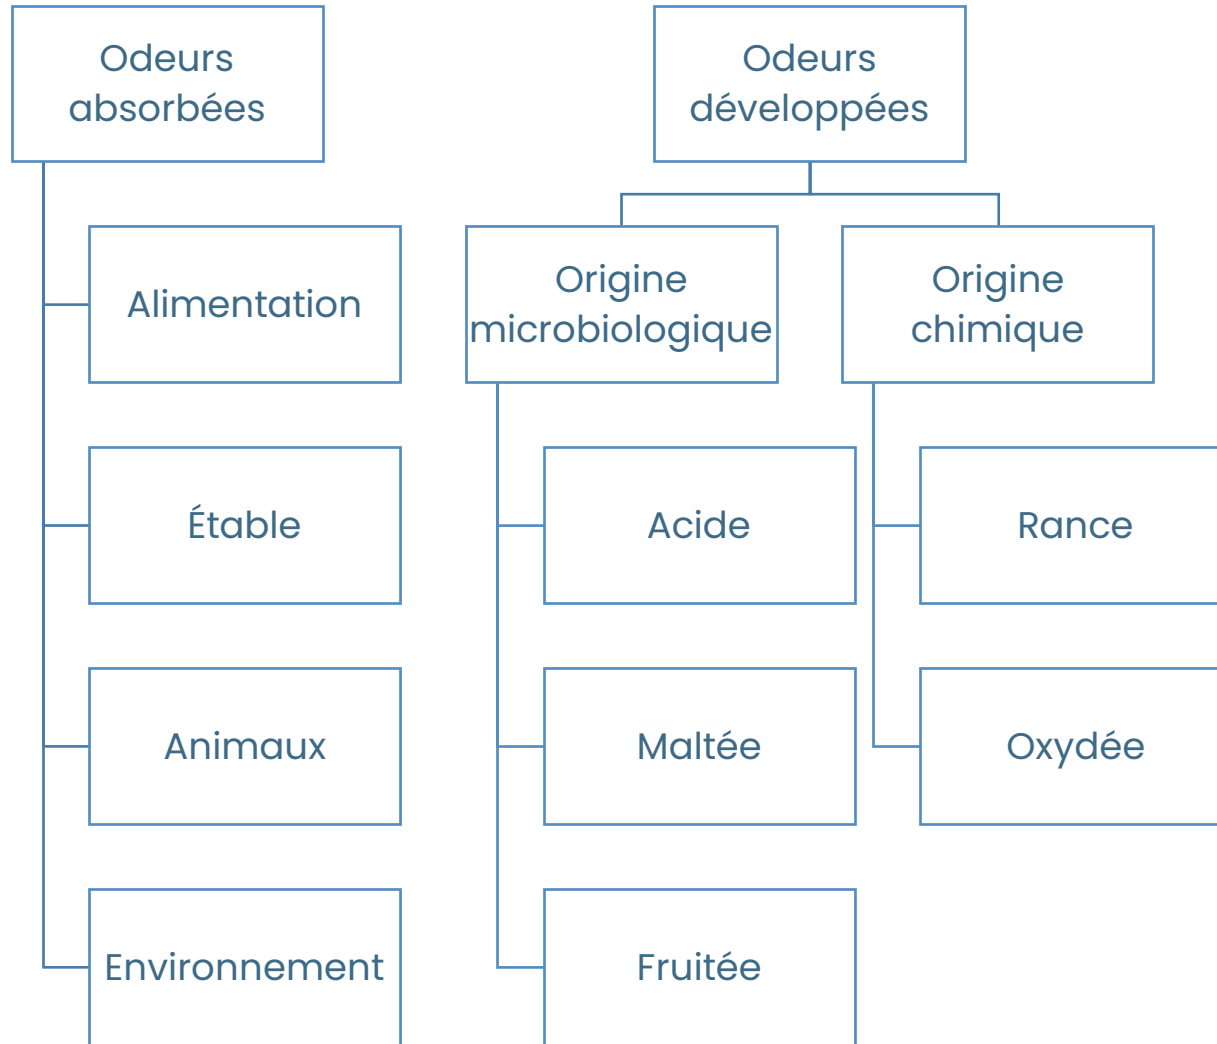 Odeurs
absorbées
Alimentation
Étable
Animaux
Environnement
Odeurs
développées
Origine
microbiologique
Acide
Maltée
Fruitée
Origine
chimique
Rance
Oxydée